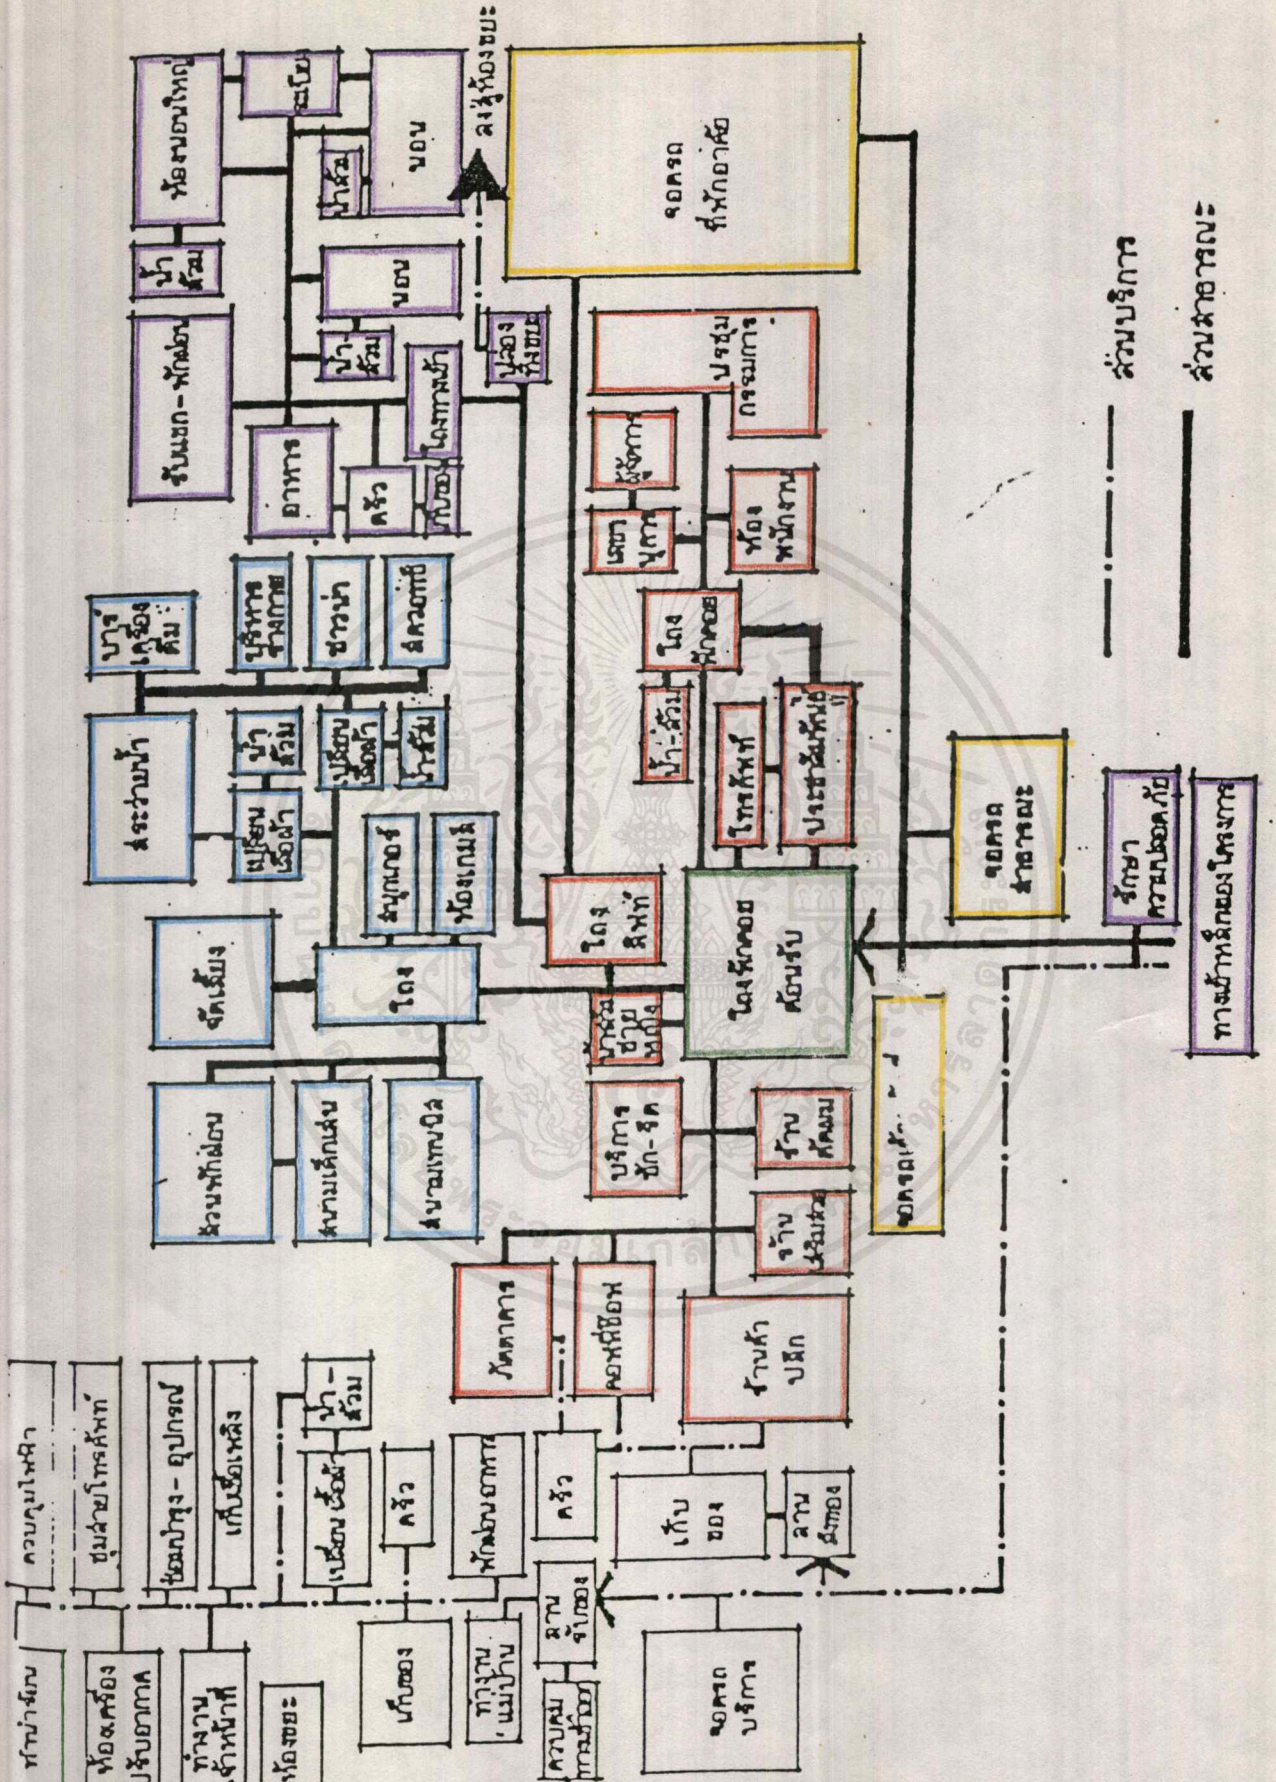 ทำน้ำร้อน
ควบคุมไฟฟ้า
ห้องเครื่อง
ปรับอากาศ
ชุมสายโทรศัพท์
ซ่อมบำรุง-อุปกรณ์
ทำงาน
เจ้าหน้าที่
เก็บเชื้อเพลิง
ห้องขยะ
น้ำ-
ส้วม
เปลี่ยนเสื้อผ้า
เก็บของ
ครัว
พักผ่อนอาหาร
ทำงาน
แม่บ้าน
ควบคุม
ลาน
รับของ
ครัว
เก็บ
ของ
ลาน
ส่งของ
จอดรถ
บริการ
ส่วนพักผ่อน
สนามเด็กเล่น
สนามเทนนิส
จัดเลี้ยง
โถง
สนุกเกอร์
ห้องเกมส์
สระว่ายน้ำ
เปลี่ยน
เสื้อผ้า
น้ำ
ส้วม
เปลี่ยน
เสื้อผ้า
น้ำส้วม
บาร์
เครื่อง
ดื่ม
บริหาร
ร่างกาย
ซาวน่า
สควอทช์
ภัตตาคาร
คอฟฟี่ช็อพ
ร้านค้า
ปลีก
ร้าน
เสริมสวย
ร้าน
ตัดผม
บริการ
ซัก-รีด
น้ำส้วม
ชาย
หญิง
โถง
ลิฟท์
โถงพักคอย
ต้อนรับ
โทรศัพท์
ประชาสัมพันธ์
น้ำ-ส้วม
โถง
พักคอย
เลขา
นุการ
ผู้จัดการ
ห้อง
พนักงาน
ประชุม
กรรมการ
รับแขก-พักผ่อน
อาหาร
ครัว
เก็บของ
โถงทางเข้า
ปล่อง
ทิ้งขยะ
ลงสู่ห้องขยะ
น้ำ
ส้วม
ห้องนอนใหญ่
ระเบียง
น้ำ-
ส้วม
นอน
น้ำส้วม
นอน
จอดรถ
ที่พักอาศัย
จอดรถ
สาธารณะ
รักษา
ความปลอดภัย
ทางเข้าหลักของโครงการ
ส่วนบริการ
ส่วนสาธารณะ